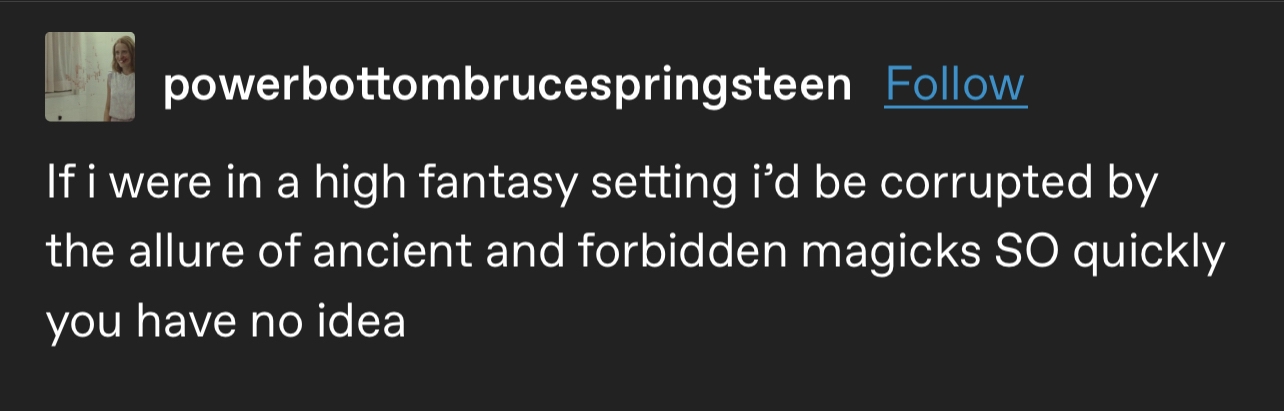 powerbottombrucespringsteen Follow
If i were in a high fantasy setting i’d be corrupted by
the allure of ancient and forbidden magicks SO quickly
you have no idea